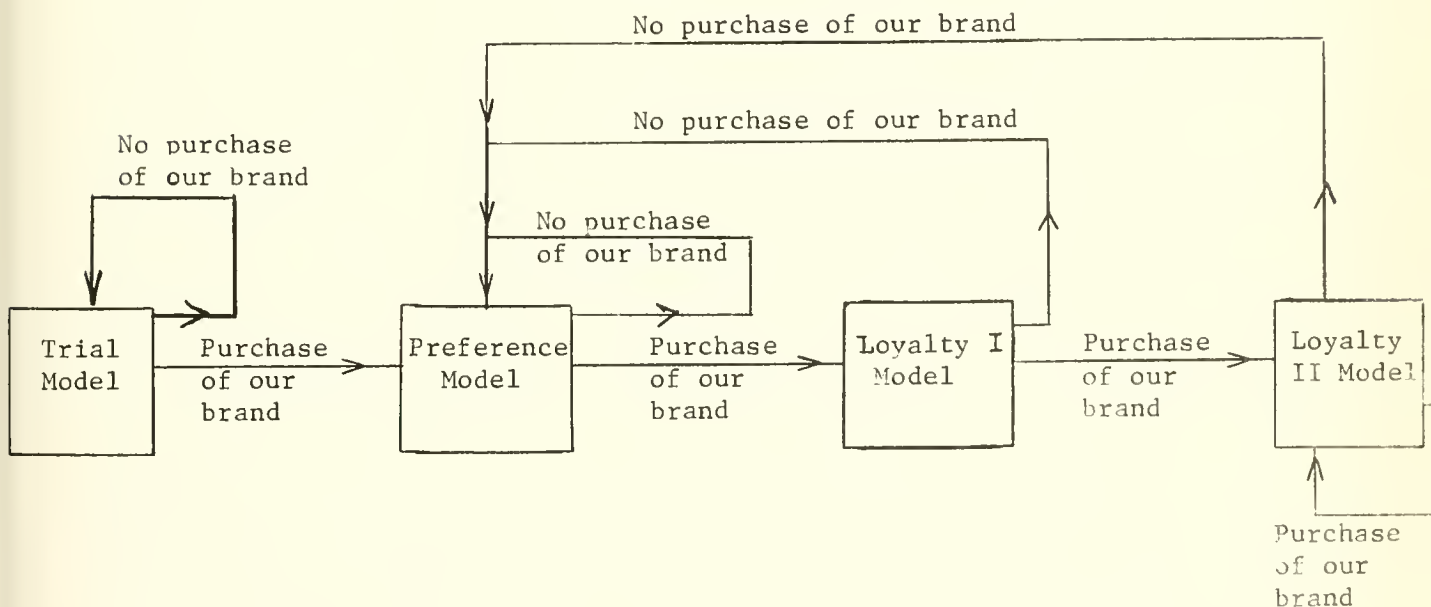 No purchase of our brand
No purchase of our brand
No purchase
of our brand
No purchase
of our brand
Trial
Model
Purchase
of our
brand
Preference
Model
Purchase
of our
brand
Loyalty I
Model
Purchase
of our
brand
Loyalty
II Model
Purchase
of our
brand